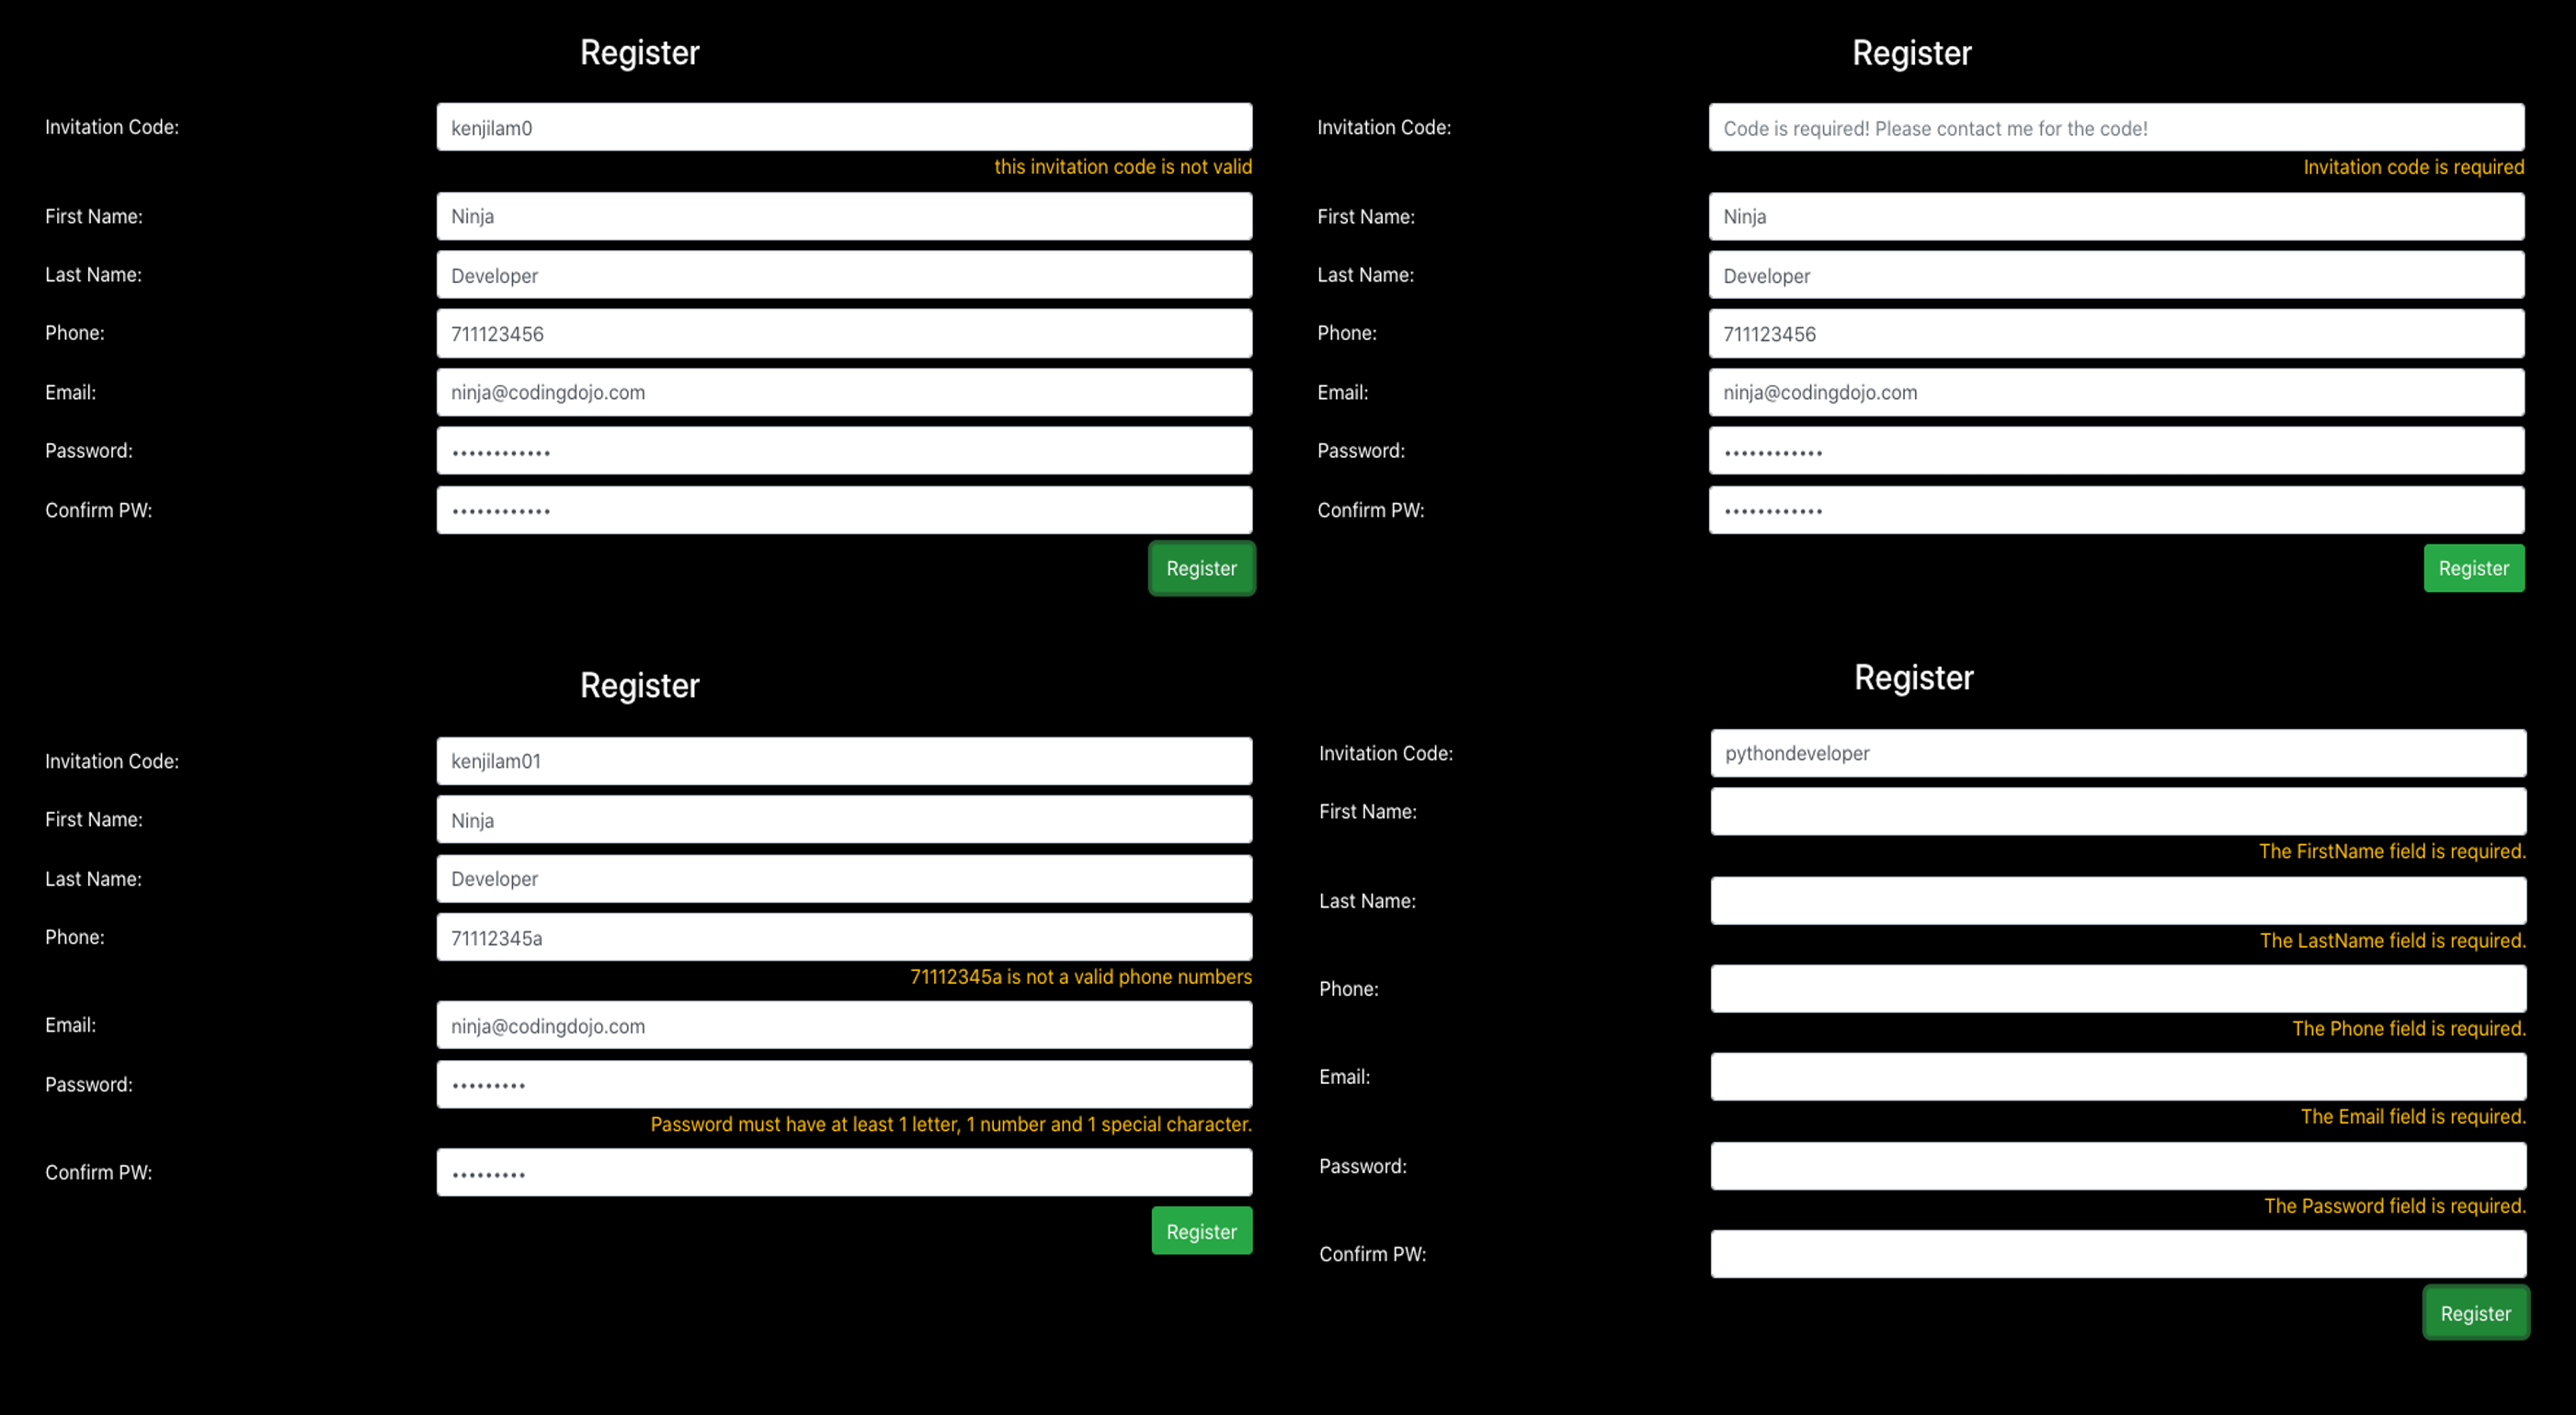 Register
Invitation Code: kenjilam0
this invitation code is not valid
First Name: Ninja
Last Name: Developer
Phone: 711123456
Email: ninja@codingdojo.com
Password: ••••••••••••
Confirm PW: ••••••••••••
Register
Register
Invitation Code: Code is required! Please contact me for the code!
Invitation code is required
First Name: Ninja
Last Name: Developer
Phone: 711123456
Email: ninja@codingdojo.com
Password: ••••••••••••
Confirm PW: ••••••••••••
Register
Register
Invitation Code: kenjilam01
First Name: Ninja
Last Name: Developer
Phone: 71112345a
71112345a is not a valid phone numbers
Email: ninja@codingdojo.com
Password: •••••••••
Password must have at least 1 letter, 1 number and 1 special character.
Confirm PW: •••••••••
Register
Register
Invitation Code: pythondeveloper
First Name:
The FirstName field is required.
Last Name:
The LastName field is required.
Phone:
The Phone field is required.
Email:
The Email field is required.
Password:
The Password field is required.
Confirm PW:
Register